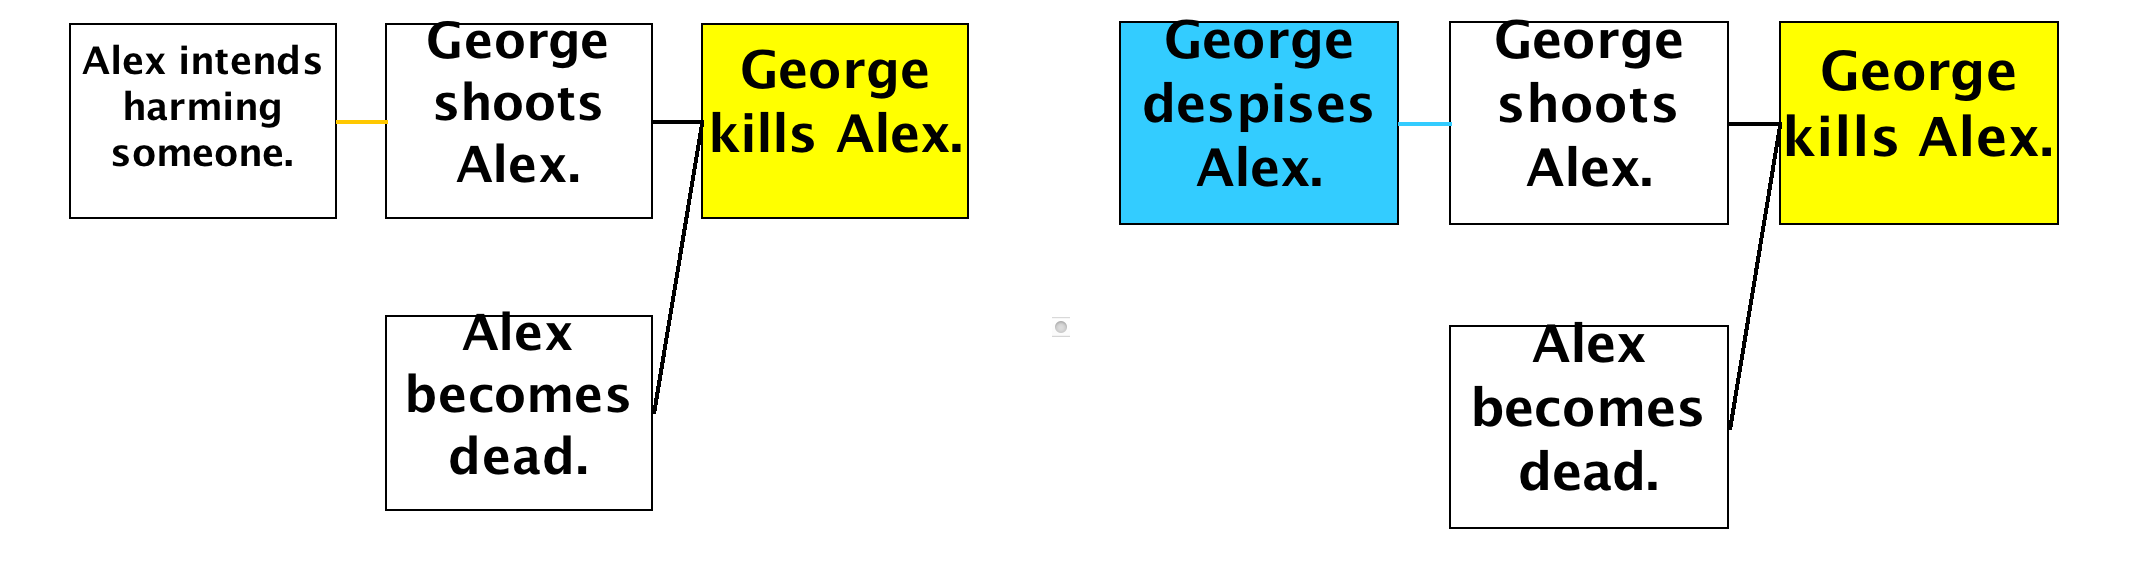 Alex intends
harming
someone.
George
shoots
Alex.
George
kills Alex.
Alex
becomes
dead.
George
despises
Alex.
George
shoots
Alex.
George
kills Alex.
Alex
becomes
dead.